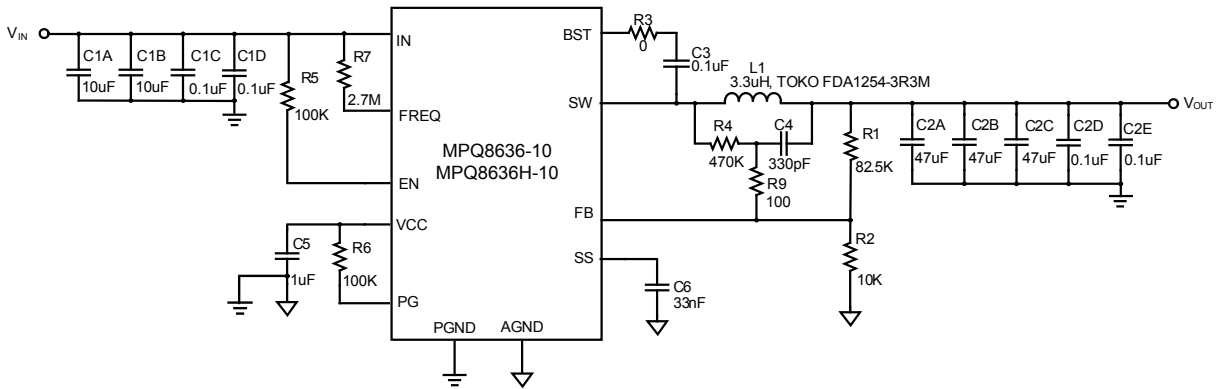 VIN
C1A
10uF
C1B
10uF
C1C
0.1uF
C1D
0.1uF
R5
100K
R7
2.7M
IN
FREQ
EN
VCC
PG
PGND
AGND
BST
SW
FB
SS
MPQ8636-10
MPQ8636H-10
C5
1uF
R6
100K
R3
0
C3
0.1uF
L1
3.3uH, TOKO FDA1254-3R3M
R4
470K
C4
330pF
R9
100
R1
82.5K
R2
10K
C6
33nF
C2A
47uF
C2B
47uF
C2C
47uF
C2D
0.1uF
C2E
0.1uF
VOUT